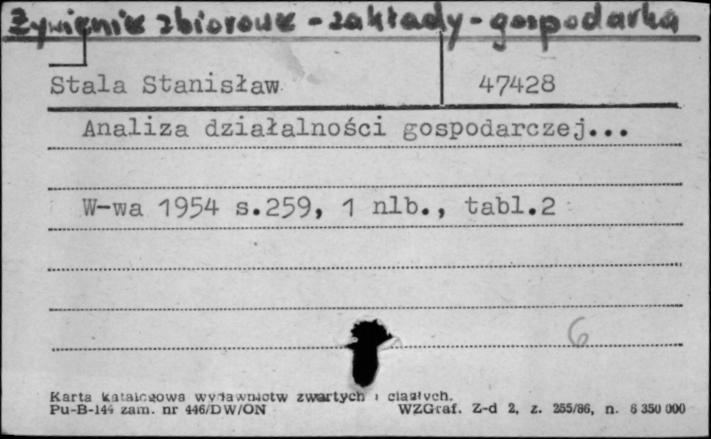 Żywienie zbiorowe - zakłady - gospodarka
Stala Stanisław 47428
Analiza działalności gospodarczej...
W-wa 1954 s.259, 1 nlb., tabl.2
6
Karta katalogowa wydawnictw zwartych i ciągłych.
Pu-B-144 zam. nr 446/DW/ON WZGraf. Z-d 2, z. 255/86, n. 6 350 000